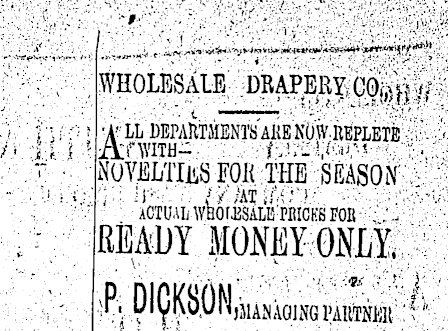 WHOLESALE DRAPERY CO.
ALL DEPARTMENTS ARE NOW REPLETE
WITH—
NOVELTIES FOR THE SEASON
AT
ACTUAL WHOLESALE PRICES FOR
READY MONEY ONLY.
P. DICKSON, MANAGING PARTNER